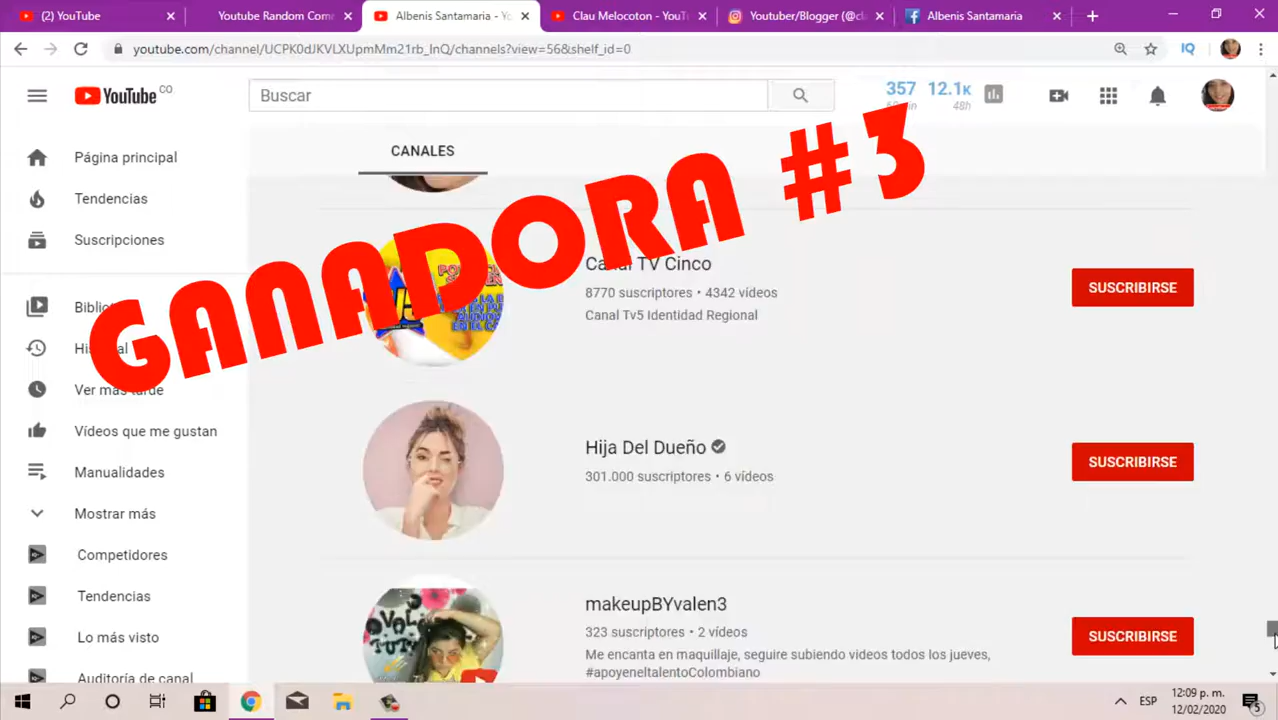 (2) YouTube
Youtube Random Com
Albenis Santamaria - Yo
Clau Melocoton - YouT
Youtuber/Blogger (@cl
Albenis Santamaria
youtube.com/channel/UCPK0dJKVLXUpmMm21rb_InQ/channels?view=56&shelf_id=0
IQ
YouTube CO
Buscar
357 12.1K
48h
CANALES
GANADORA #3
Página principal
Tendencias
Suscripciones
Ver más tarde
Vídeos que me gustan
Manualidades
Mostrar más
Competidores
Tendencias
Lo más visto
Auditoría de canal
Canal TV Cinco
8770 suscriptores • 4342 vídeos
Canal Tv5 Identidad Regional
SUSCRIBIRSE
Hija Del Dueño
301.000 suscriptores • 6 vídeos
SUSCRIBIRSE
makeupBYvalen3
323 suscriptores • 2 vídeos
Me encanta en maquillaje, seguire subiendo videos todos los jueves,
#apoyeneltalentoColombiano
SUSCRIBIRSE
ESP
12:09 p. m.
12/02/2020
5